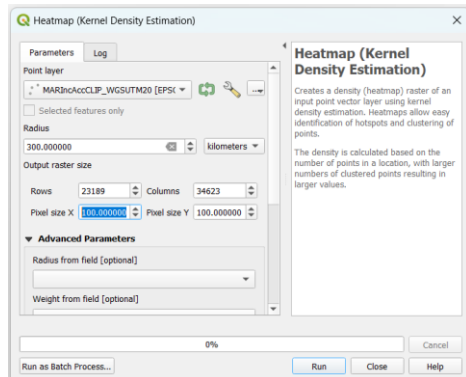 Heatmap (Kernel Density Estimation)
Parameters Log
Point layer
MARIncAccCLIP_WGSUTM20 [EPSG
Selected features only
Radius
300.000000 kilometers
Output raster size
Rows 23189 Columns 34623
Pixel size X 100.000000 Pixel size Y 100.000000
Advanced Parameters
Radius from field [optional]
Weight from field [optional]
Heatmap (Kernel
Density Estimation)
Creates a density (heatmap) raster of an
input point vector layer using kernel
density estimation. Heatmaps allow easy
identification of hotspots and clustering of
points.
The density is calculated based on the
number of points in a location, with larger
numbers of clustered points resulting in
larger values.
0% Cancel
Run as Batch Process... Run Close Help